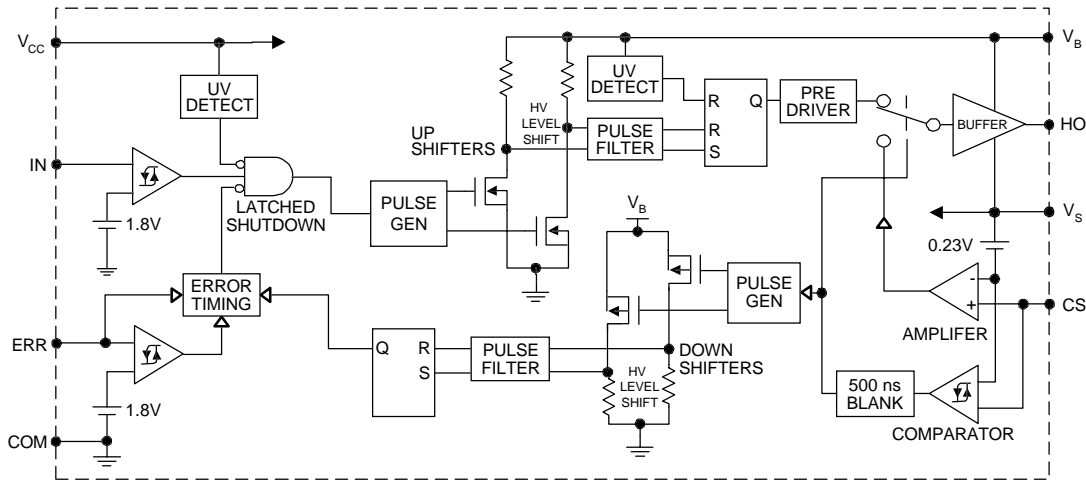 VCC
UV
DETECT
IN
1.8V
LATCHED
SHUTDOWN
ERROR
TIMING
ERR
1.8V
COM
PULSE
GEN
UP
SHIFTERS
HV
LEVEL
SHIFT
UV
DETECT
PULSE
FILTER
R
R
S
Q
PRE
DRIVER
BUFFER
VB
HO
VS
0.23V
-
+
AMPLIFER
CS
VB
PULSE
GEN
DOWN
SHIFTERS
HV
LEVEL
SHIFT
PULSE
FILTER
Q
R
S
500 ns
BLANK
COMPARATOR